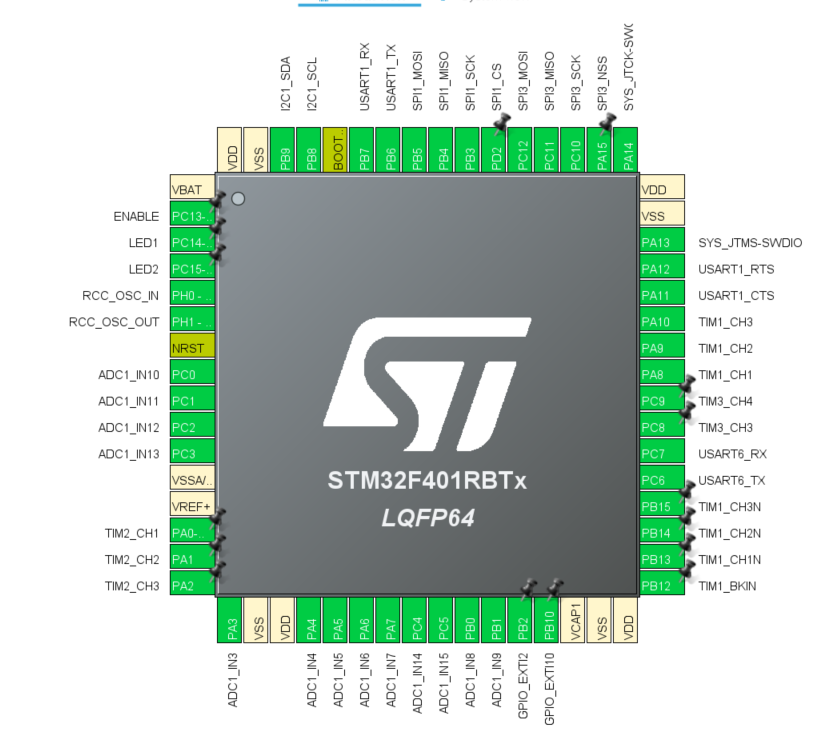 I2C1_SDA
I2C1_SCL
USART1_RX
USART1_TX
SPI1_MOSI
SPI1_MISO
SPI1_SCK
SPI1_CS
SPI3_MOSI
SPI3_MISO
SPI3_SCK
SPI3_NSS
SYS_JTCK-SWC
VDD
VSS
PB9
PB8
BOOT..
PB7
PB6
PB5
PB4
PB3
PD2
PC12
PC11
PC10
PA15
PA14
VBAT
ENABLE PC13-..
LED1 PC14-..
LED2 PC15-..
RCC_OSC_IN PH0 - ..
RCC_OSC_OUT PH1 - ..
NRST
ADC1_IN10 PC0
ADC1_IN11 PC1
ADC1_IN12 PC2
ADC1_IN13 PC3
VSSA/..
VREF+
TIM2_CH1 PA0-..
TIM2_CH2 PA1
TIM2_CH3 PA2
STM32F401RBTx
LQFP64
VDD
VSS
PA13 SYS_JTMS-SWDIO
PA12 USART1_RTS
PA11 USART1_CTS
PA10 TIM1_CH3
PA9 TIM1_CH2
PA8 TIM1_CH1
PC9 TIM3_CH4
PC8 TIM3_CH3
PC7 USART6_RX
PC6 USART6_TX
PB15 TIM1_CH3N
PB14 TIM1_CH2N
PB13 TIM1_CH1N
PB12 TIM1_BKIN
PA3
VSS
VDD
PA4
PA5
PA6
PA7
PC4
PC5
PB0
PB1
PB2
PB10
VCAP1
VSS
VDD
ADC1_IN3
ADC1_IN4
ADC1_IN5
ADC1_IN6
ADC1_IN7
ADC1_IN14
ADC1_IN15
ADC1_IN8
ADC1_IN9
GPIO_EXTI2
GPIO_EXTI10